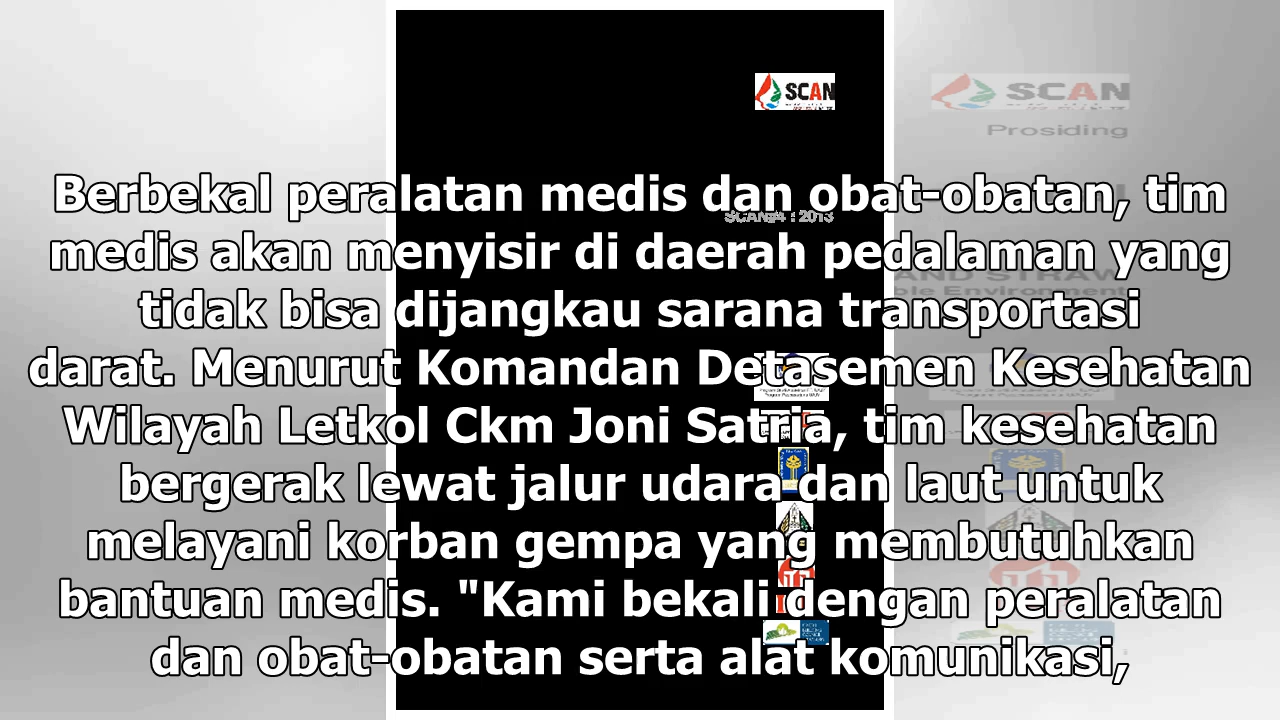 SCAN
SCAN
Prosiding
Berbekal peralatan medis dan obat-obatan, tim
SCAN#4 : 2013
medis akan menyisir di daerah pedalaman yang
tidak bisa dijangkau sarana transportasi
darat. Menurut Komandan Detasemen Kesehatan
Wilayah Letkol Ckm Joni Satria, tim kesehatan
bergerak lewat jalur udara dan laut untuk
melayani korban gempa yang membutuhkan
bantuan medis. "Kami bekali dengan peralatan
dan obat-obatan serta alat komunikasi,